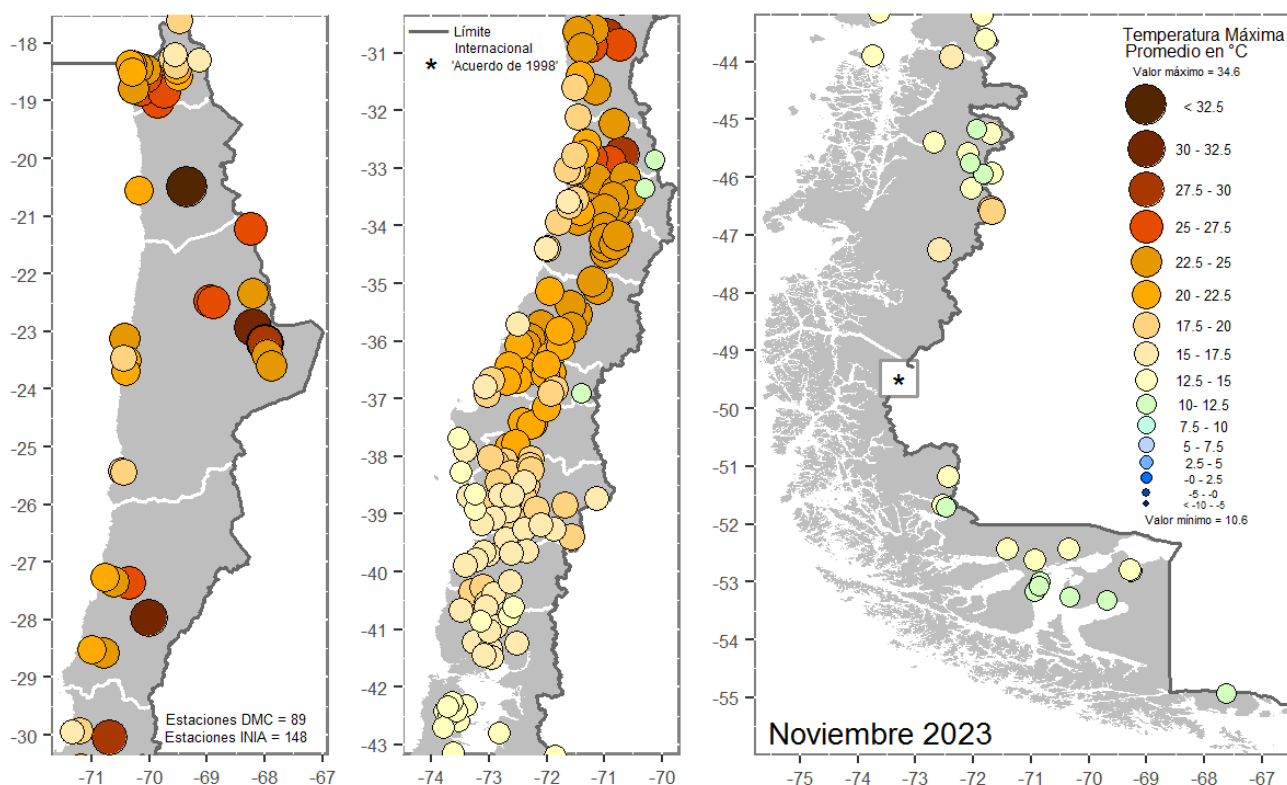 -18
-19
-20
-21
-22
-23
-24
-25
-26
-27
-28
-29
-30
-71
-70
-69
-68
-67
Estaciones DMC = 89
Estaciones INIA = 148
-31
-32
-33
-34
-35
-36
-37
-38
-39
-40
-41
-42
-43
-74
-73
-72
-71
-70
Límite
Internacional
* 'Acuerdo de 1998'
-44
-45
-46
-47
-48
-49
-50
-51
-52
-53
-54
-55
-75
-74
-73
-72
-71
-70
-69
-68
-67
*
Noviembre 2023
Temperatura Máxima
Promedio en °C
Valor máximo = 34.6
< 32.5
30 - 32.5
27.5 - 30
25 - 27.5
22.5 - 25
20 - 22.5
17.5 - 20
15 - 17.5
12.5 - 15
10- 12.5
7.5 - 10
5 - 7.5
2.5 - 5
-0 - 2.5
-5 - -0
< -10 - -5
Valor mínimo = 10.6